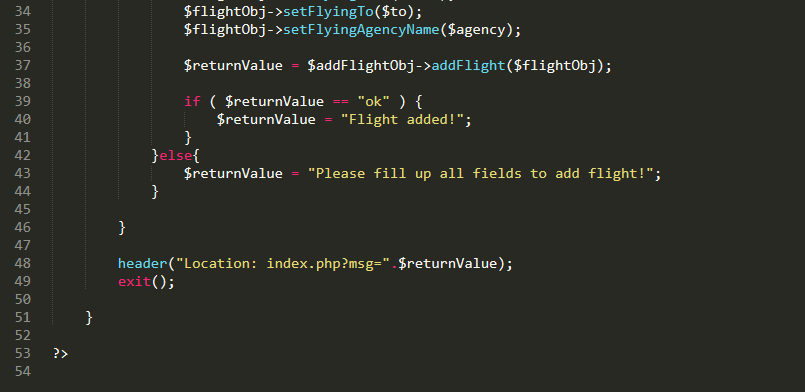 34 $flightObj->setFlyingTo($to);
35 $flightObj->setFlyingAgencyName($agency);
36
37 $returnValue = $addFlightObj->addFlight($flightObj);
38
39 if ( $returnValue == "ok" ) {
40 $returnValue = "Flight added!";
41 }
42 }else{
43 $returnValue = "Please fill up all fields to add flight!";
44 }
45
46 }
47
48 header("Location: index.php?msg=".$returnValue);
49 exit();
50
51 }
52
53 ?>
54